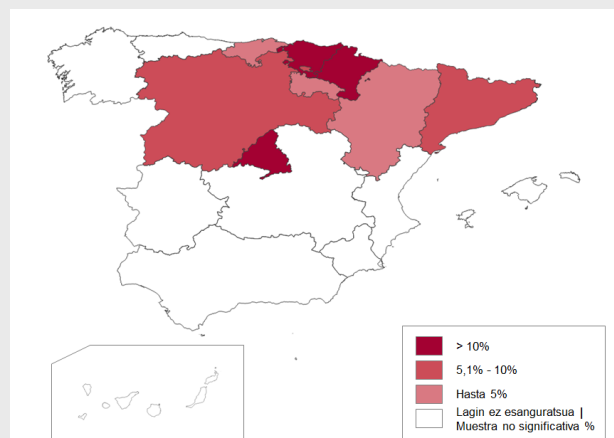 > 10%
5,1% - 10%
Hasta 5%
Lagin ez esanguratsua |
Muestra no significativa %